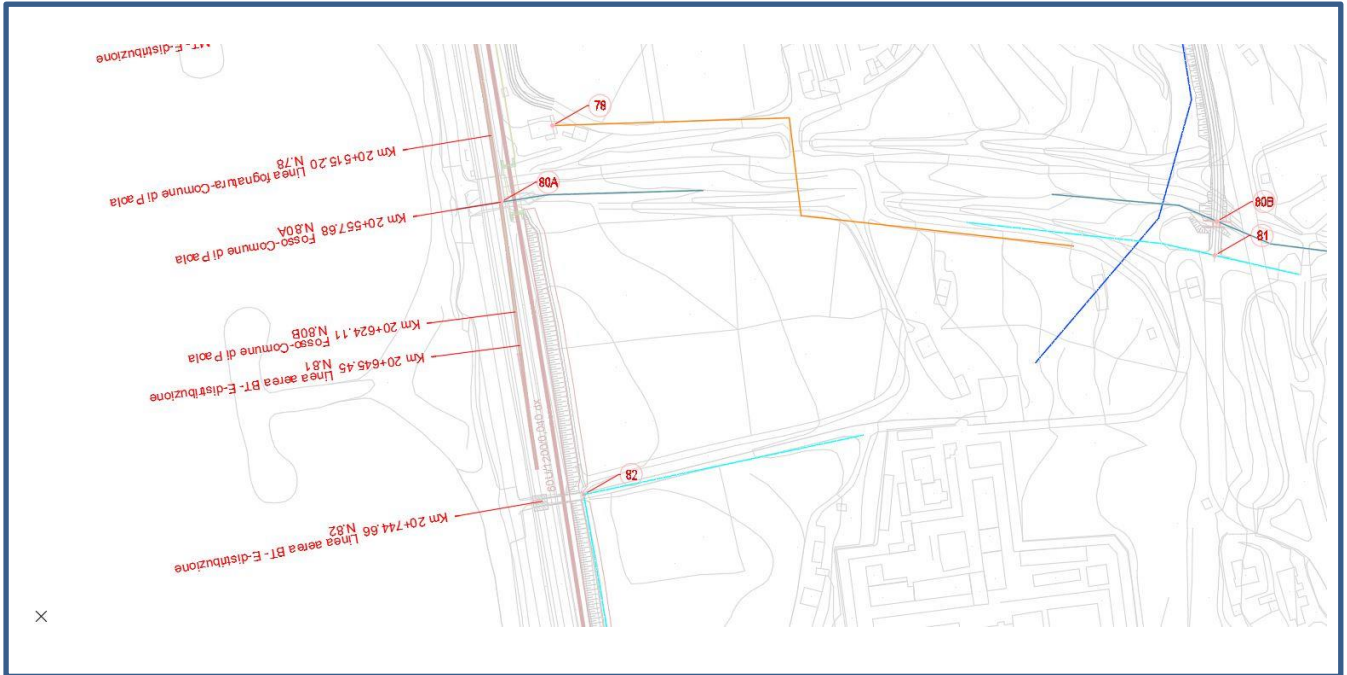 MT- E-distribuzione
78
Km 20+515.20 N.78
Linea fognatura-Comune di Paola
80A
Km 20+557.68 N.80A
Fosso-Comune di Paola
80B
81
Km 20+624.11 N.80B
Fosso-Comune di Paola
Km 20+645.45 N.81
Linea aerea BT- E-distribuzione
82
Km 20+744.66 N.82
Linea aerea BT- E-distribuzione